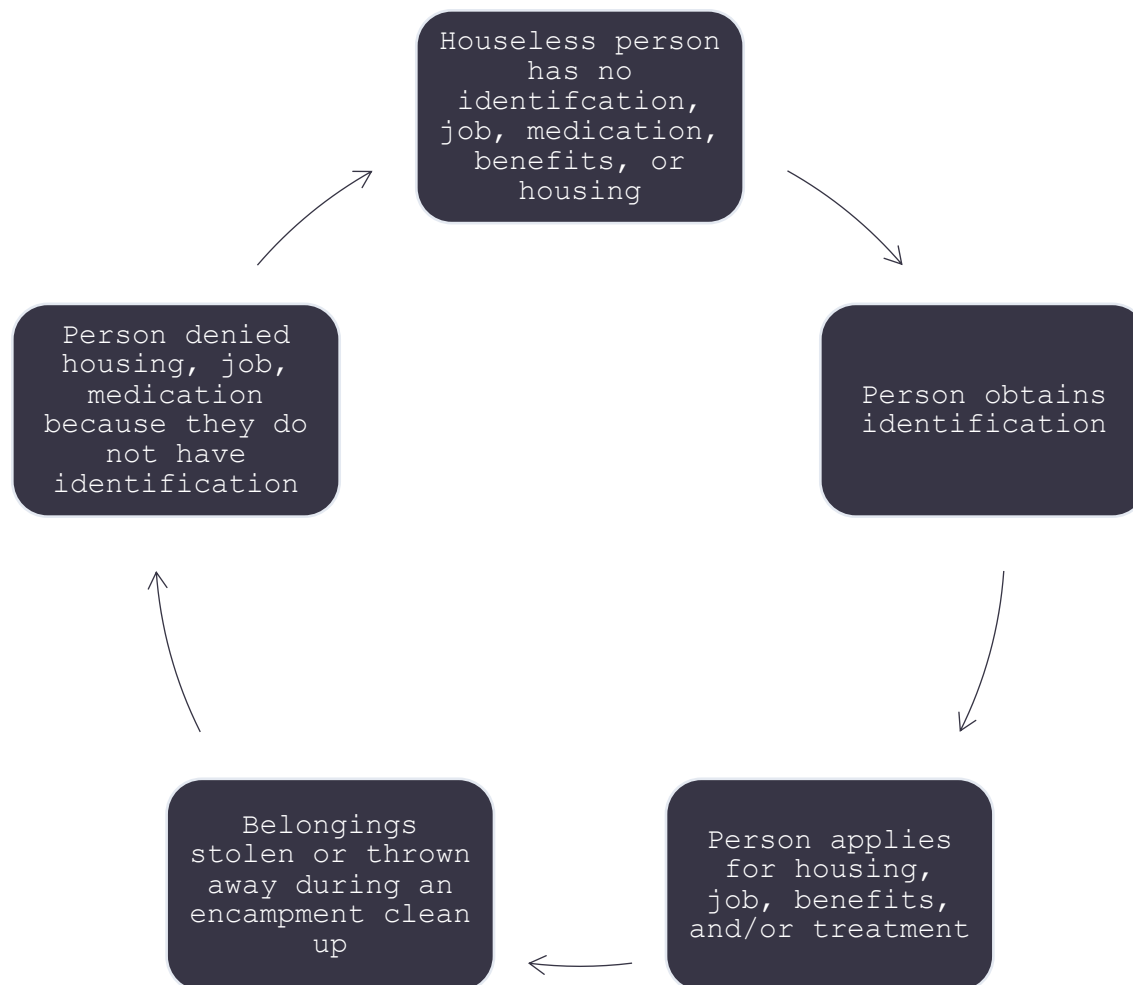 Houseless person
has no
identifcation,
job, medication,
benefits, or
housing
Person obtains
identification
Person applies
for housing,
job, benefits,
and/or treatment
Belongings
stolen or thrown
away during an
encampment clean
up
Person denied
housing, job,
medication
because they do
not have
identification